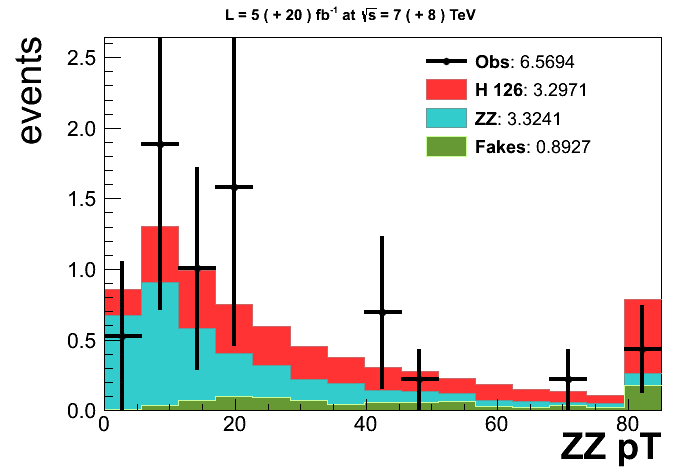 L = 5 ( + 20 ) fb⁻¹ at √s = 7 ( + 8 ) TeV
events
2.5
2.0
1.5
1.0
0.5
0.0
Obs: 6.5694
H 126: 3.2971
ZZ: 3.3241
Fakes: 0.8927
0 20 40 60 80
ZZ pT